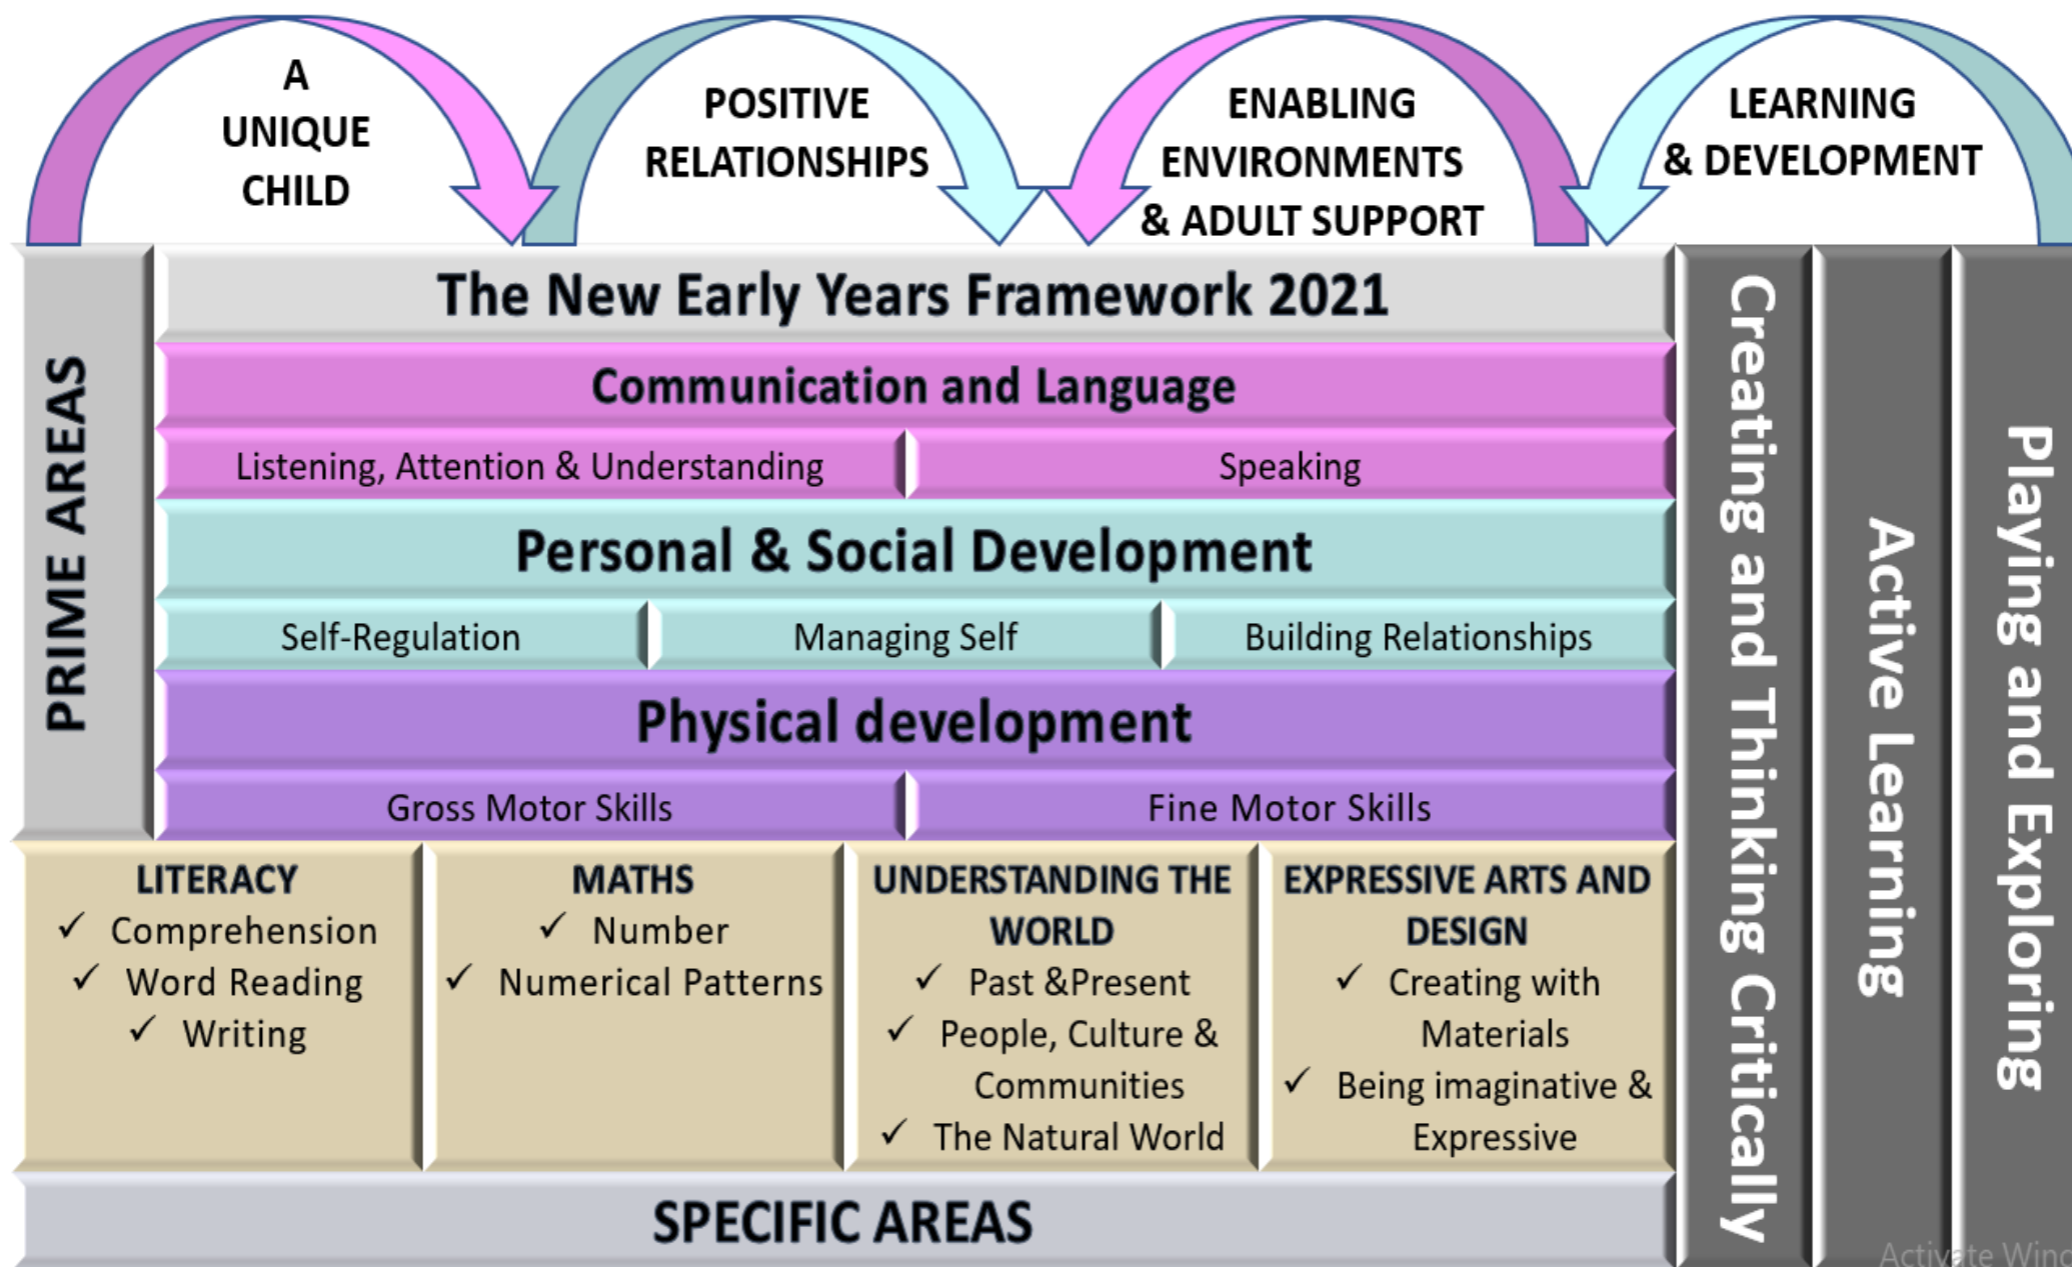 A
UNIQUE
CHILD
POSITIVE
RELATIONSHIPS
ENABLING
ENVIRONMENTS
& ADULT SUPPORT
LEARNING
& DEVELOPMENT
PRIME AREAS
The New Early Years Framework 2021
Communication and Language
Listening, Attention & Understanding
Speaking
Personal & Social Development
Self-Regulation
Managing Self
Building Relationships
Physical development
Gross Motor Skills
Fine Motor Skills
LITERACY
✓ Comprehension
✓ Word Reading
✓ Writing
MATHS
✓ Number
✓ Numerical Patterns
UNDERSTANDING THE
WORLD
✓ Past &Present
✓ People, Culture &
Communities
✓ The Natural World
EXPRESSIVE ARTS AND
DESIGN
✓ Creating with
Materials
✓ Being imaginative &
Expressive
SPECIFIC AREAS
Creating and Thinking Critically
Active Learning
Playing and Exploring
Activate